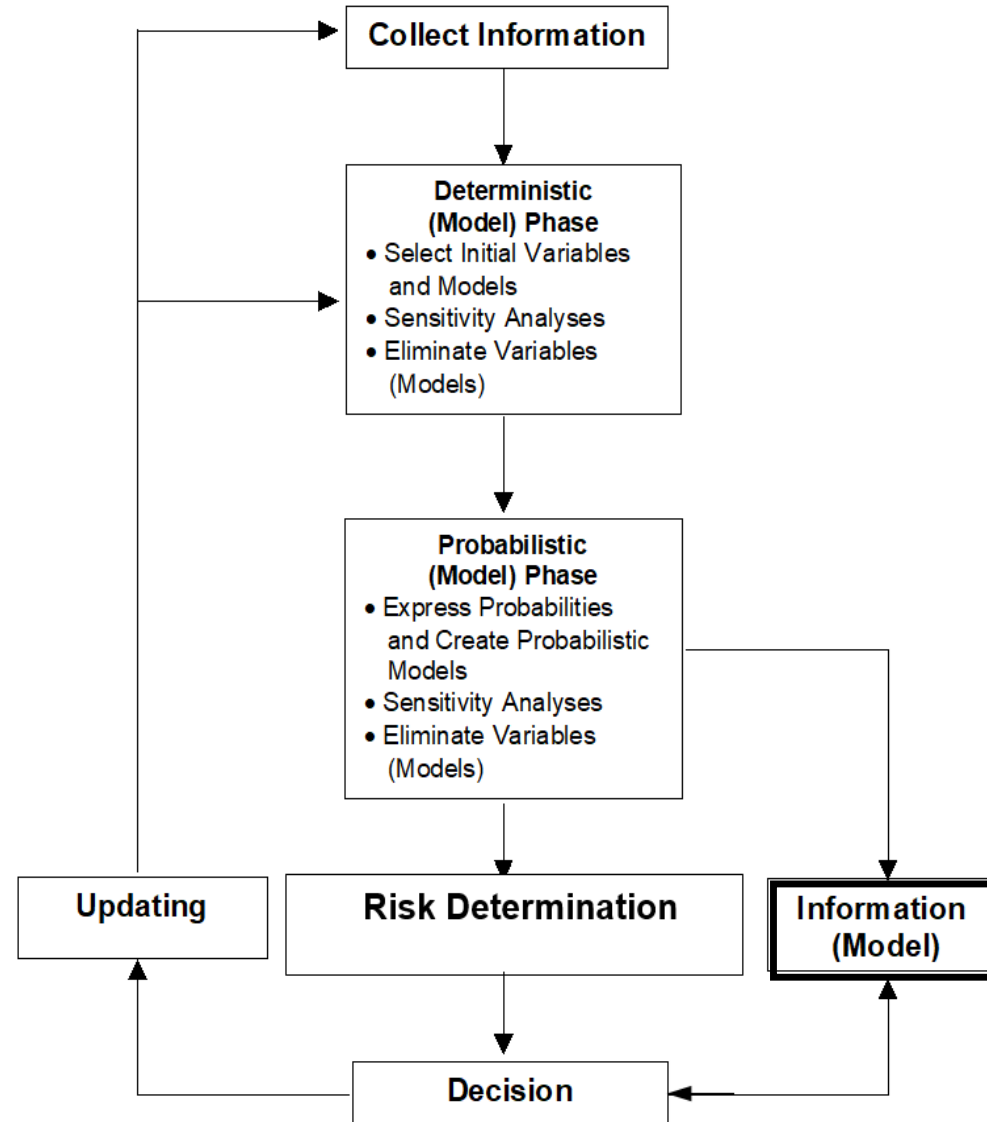 Collect Information
Deterministic
(Model) Phase
• Select Initial Variables
and Models
• Sensitivity Analyses
• Eliminate Variables
(Models)
Probabilistic
(Model) Phase
• Express Probabilities
and Create Probabilistic
Models
• Sensitivity Analyses
• Eliminate Variables
(Models)
Updating
Risk Determination
Information
(Model)
Decision